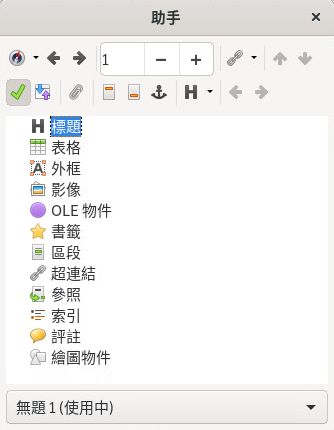 助手
1
標題
表格
外框
影像
OLE 物件
書籤
區段
超連結
參照
索引
評註
繪圖物件
無題 1 (使用中)